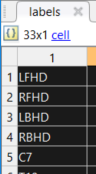 labels
33x1 cell
1
1 LFHD
2 RFHD
3 LBHD
4 RBHD
5 C7